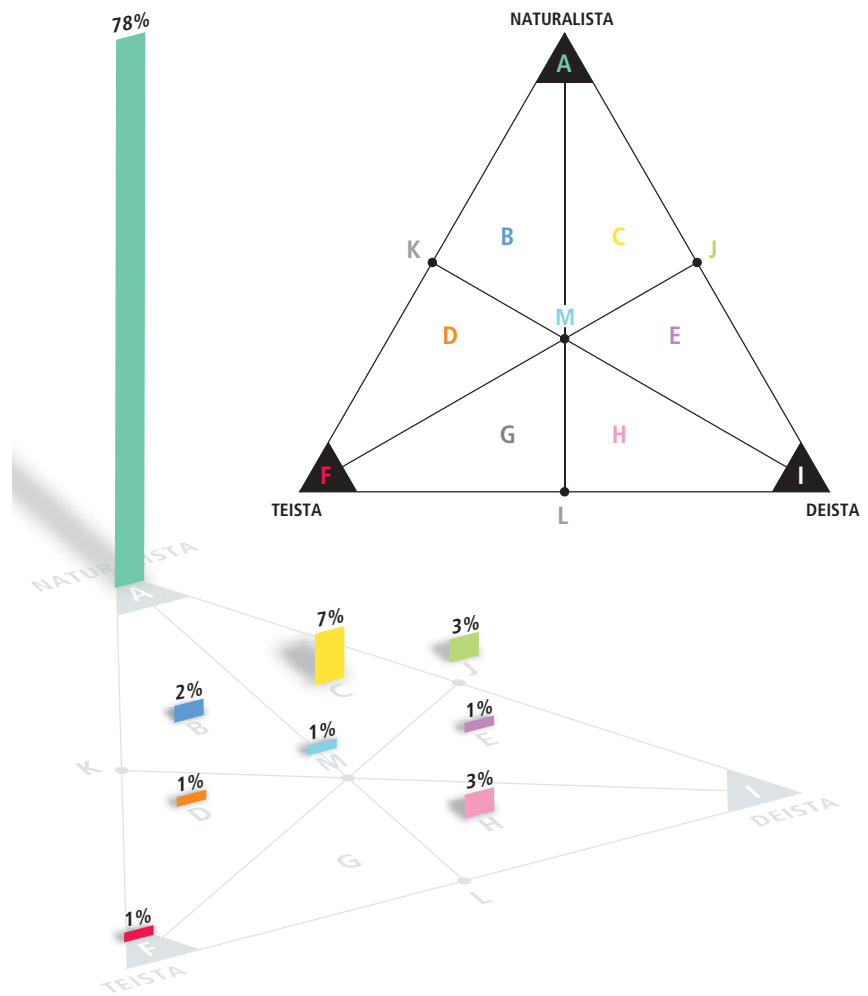 78%
NATURALISTA
A
B
C
K
J
M
D
E
G
H
F
I
TEISTA
L
DEISTA
NATURALISTA
A
7%
3%
C
J
2%
B
1%
M
1%
E
K
1%
D
3%
H
I
DEISTA
G
L
1%
F
TEISTA